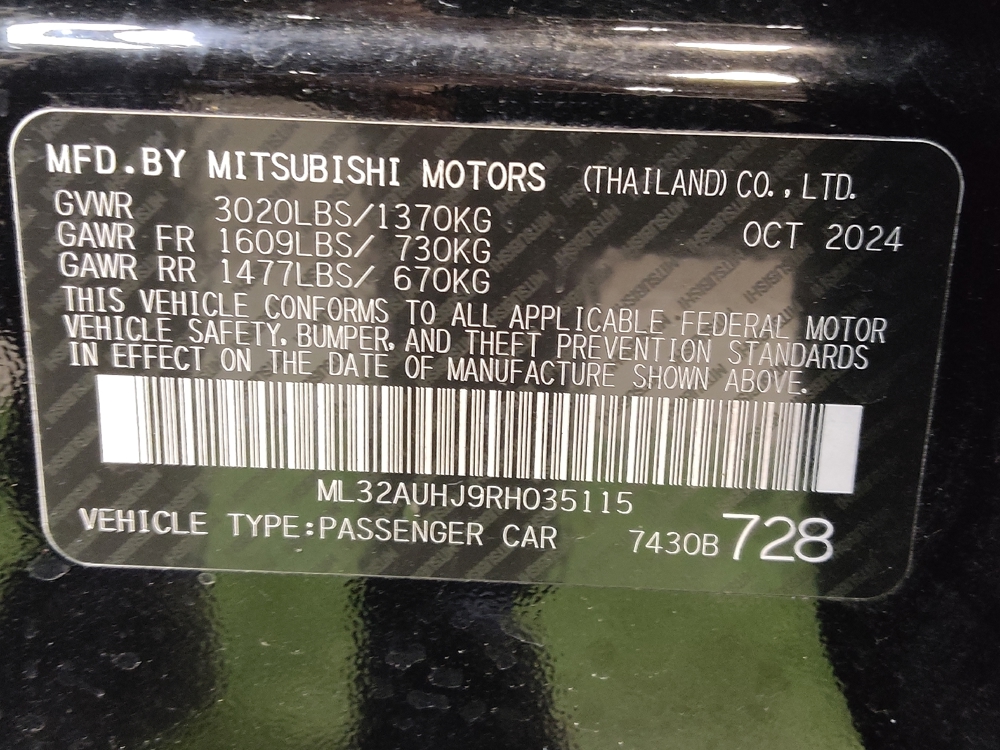 MFD.BY MITSUBISHI MOTORS (THAILAND) CO.,LTD.
GVWR 3020LBS/1370KG OCT 2024
GAWR FR 1609LBS/ 730KG
GAWR RR 1477LBS/ 670KG
THIS VEHICLE CONFORMS TO ALL APPLICABLE FEDERAL MOTOR
VEHICLE SAFETY, BUMPER, AND THEFT PREVENTION STANDARDS
IN EFFECT ON THE DATE OF MANUFACTURE SHOWN ABOVE.
ML32AUHJ9RH035115
VEHICLE TYPE:PASSENGER CAR 7430B 728